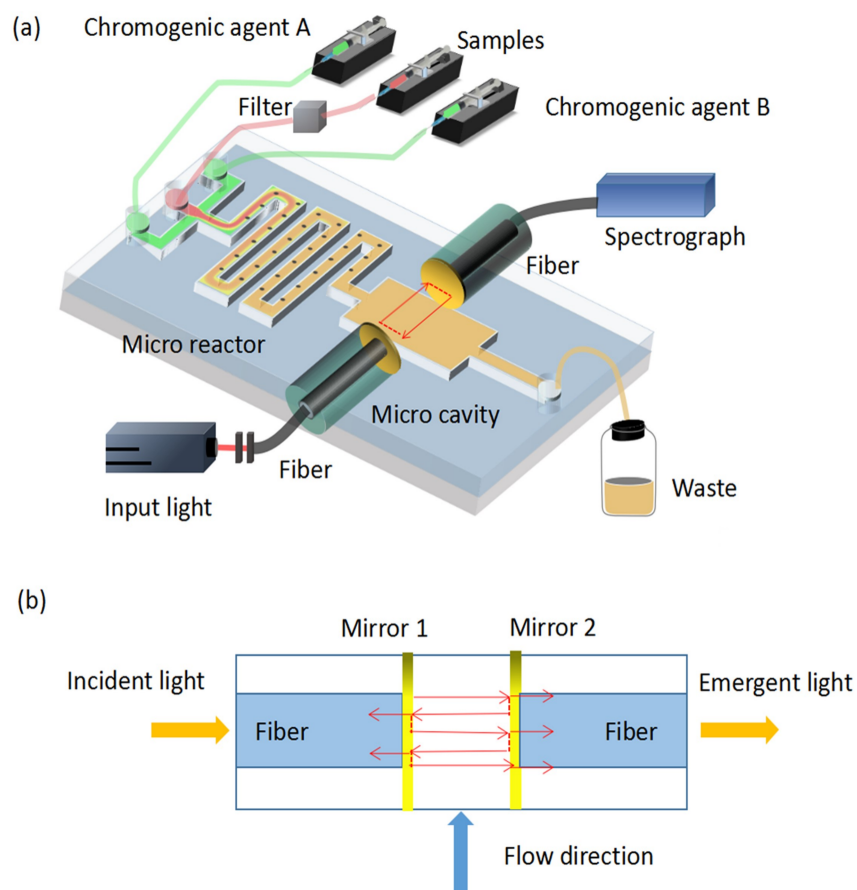 (a)
Chromogenic agent A
Samples
Filter
Chromogenic agent B
Spectrograph
Fiber
Micro reactor
Micro cavity
Fiber
Input light
Waste
(b)
Mirror 1
Mirror 2
Incident light
Emergent light
Fiber
Fiber
Flow direction